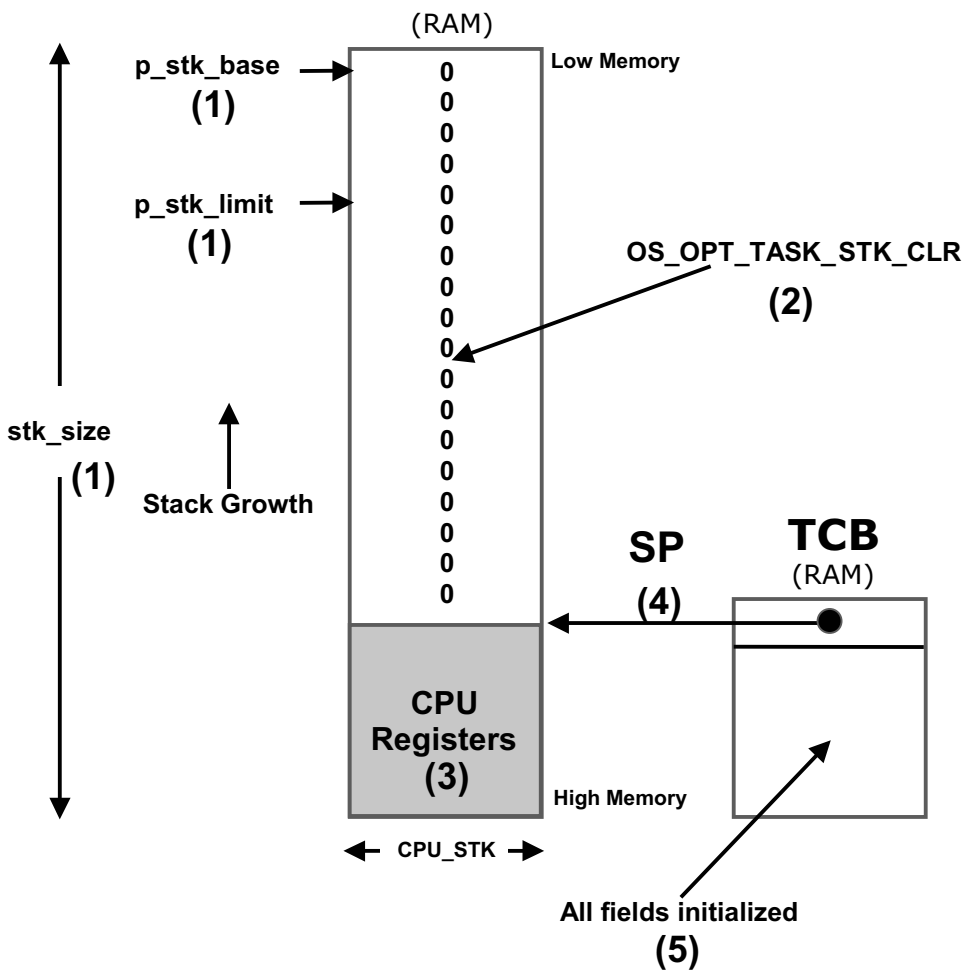 (RAM)
p_stk_base
(1)
Low Memory
0
0
0
0
0
p_stk_limit
(1)
0
0
0
0
0
0
0
0
0
0
0
0
0
OS_OPT_TASK_STK_CLR
(2)
stk_size
(1)
Stack Growth
SP
(4)
TCB
(RAM)
CPU
Registers
(3)
High Memory
CPU_STK
All fields initialized
(5)